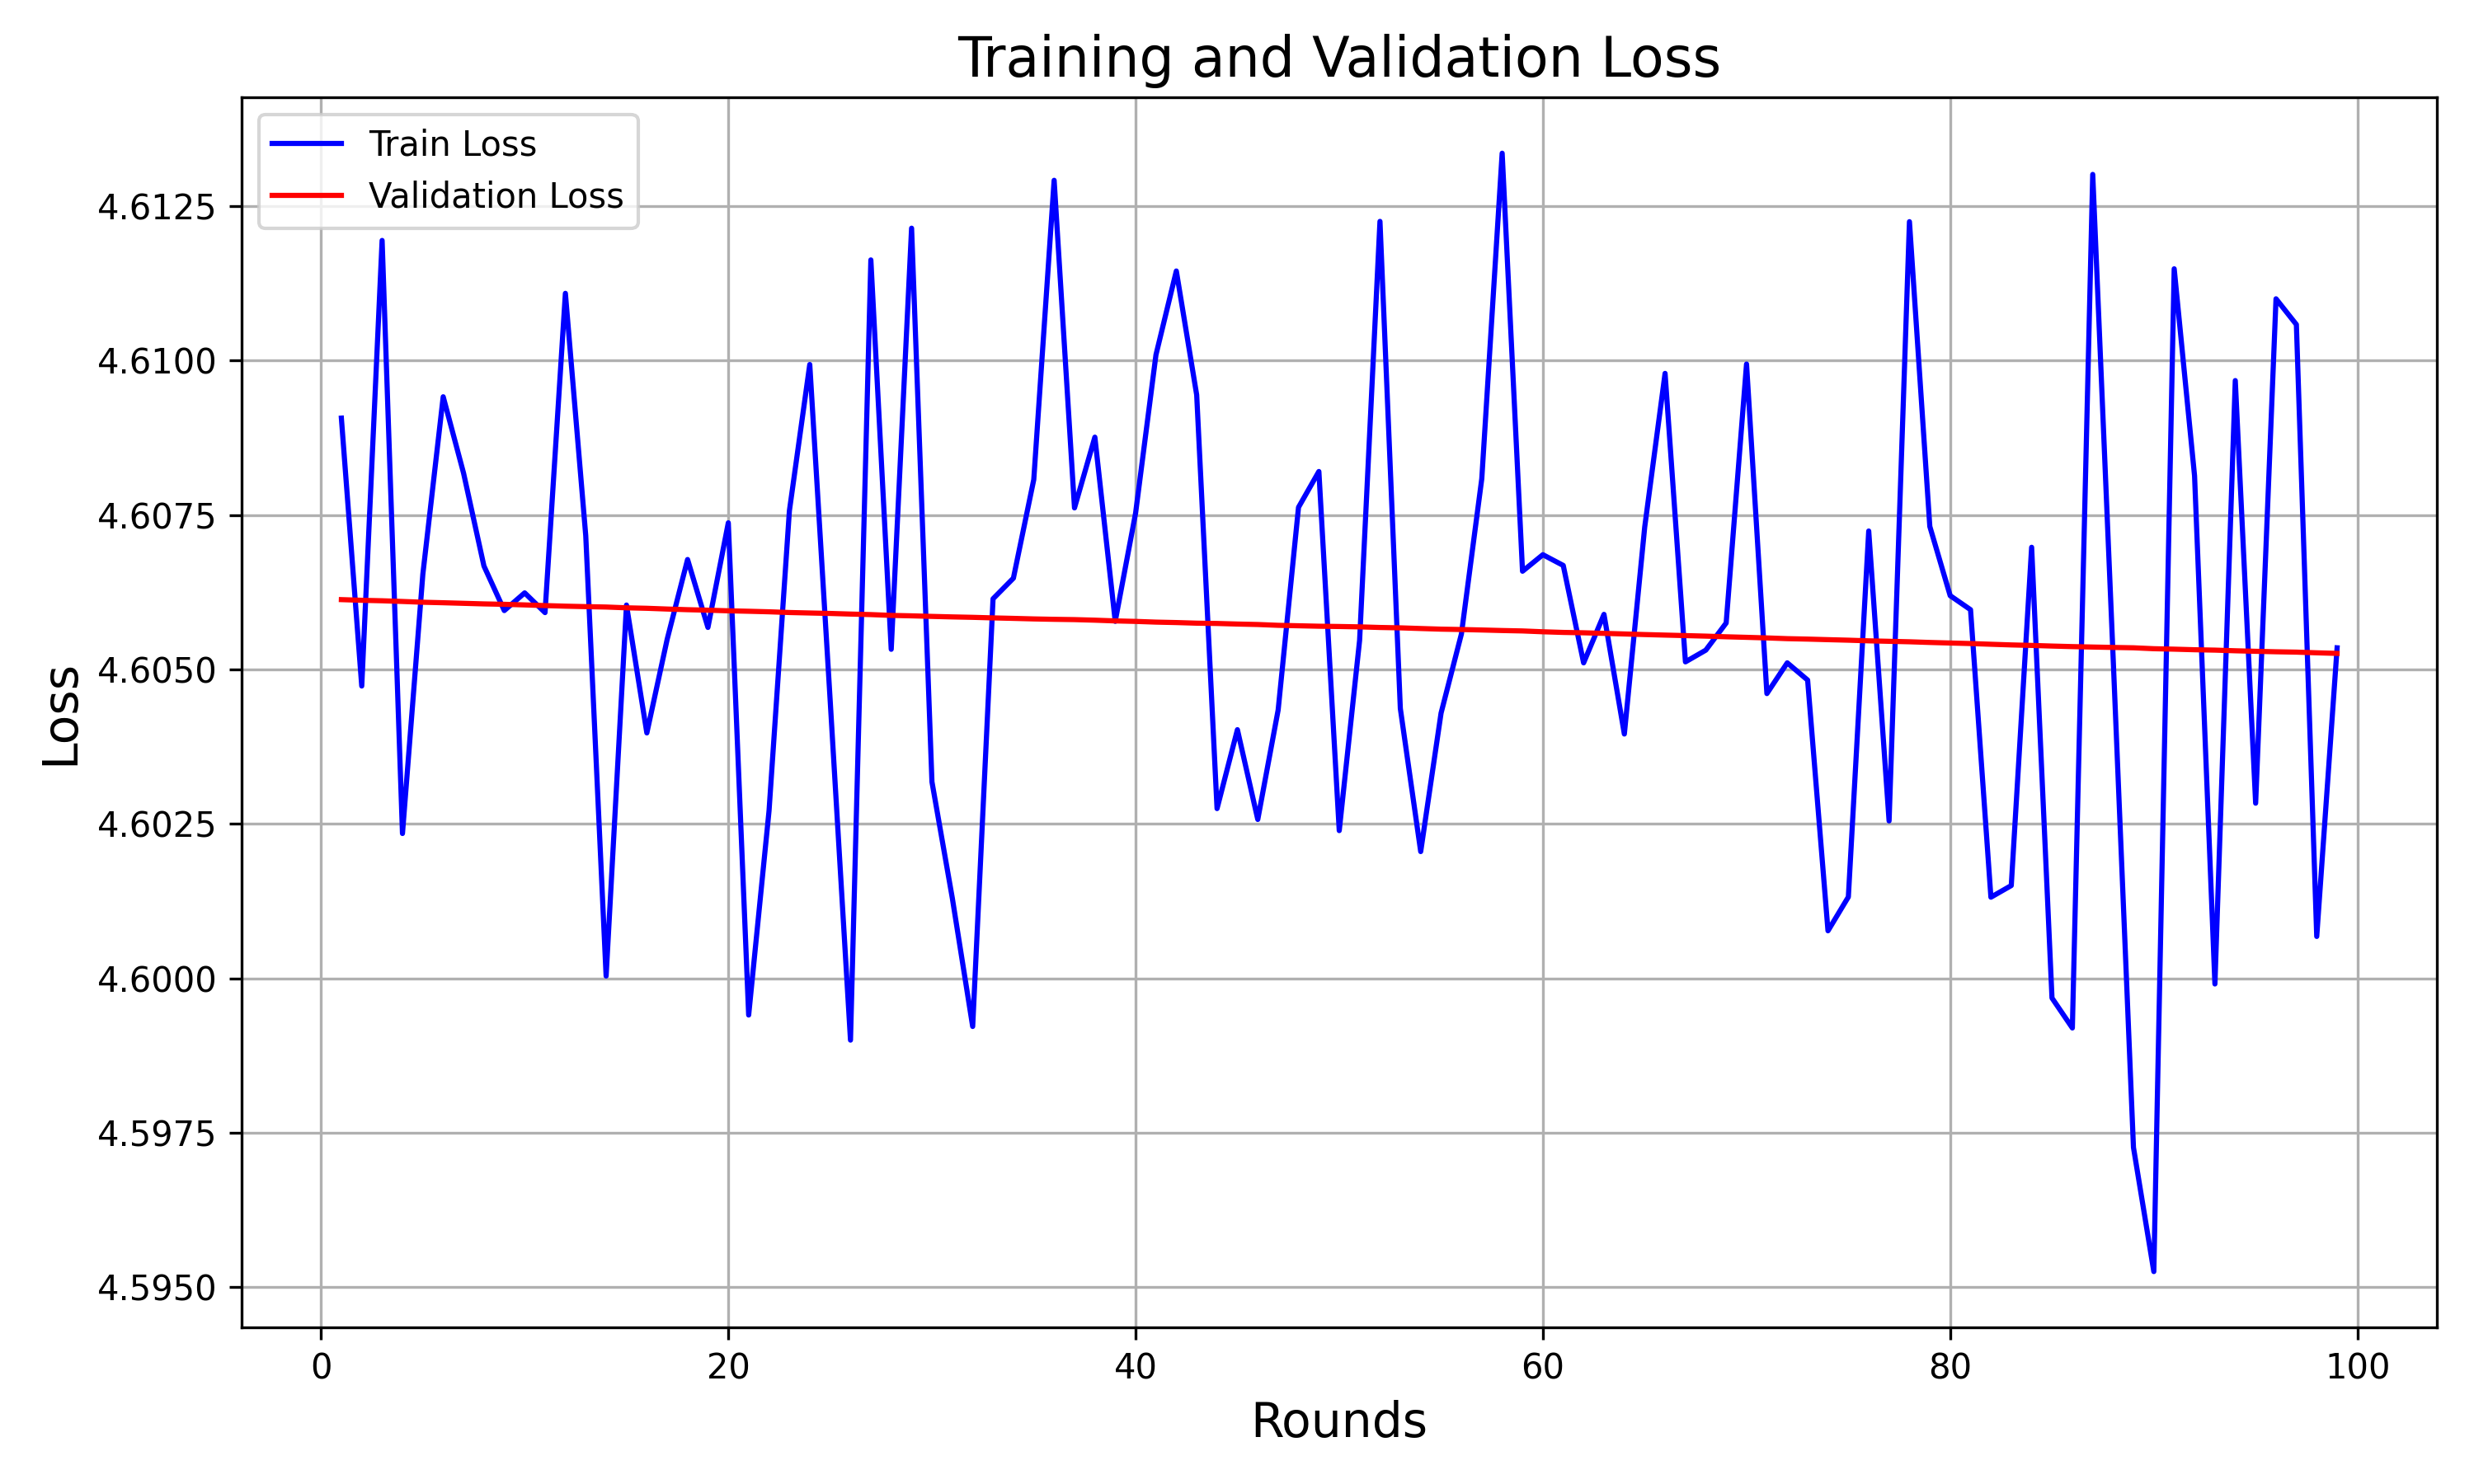 Training and Validation Loss
Train Loss
Validation Loss
4.6125
4.6100
4.6075
4.6050
4.6025
4.6000
4.5975
4.5950
Loss
0 20 40 60 80 100
Rounds